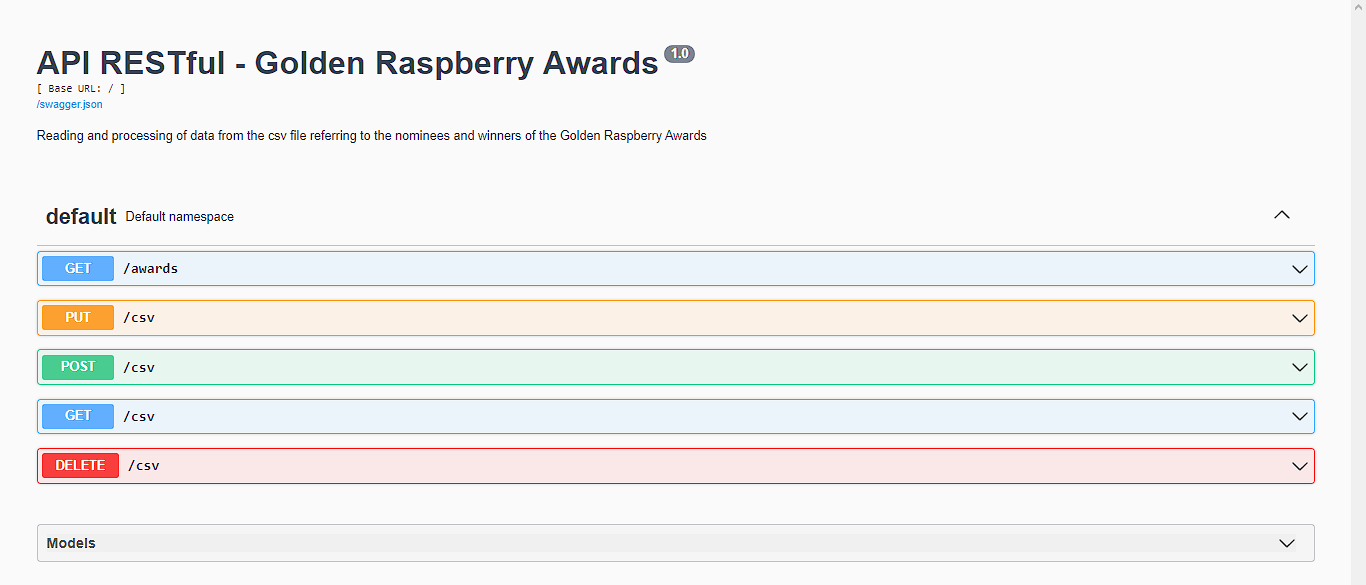 API RESTful - Golden Raspberry Awards 1.0
[ Base URL: / ]
/swagger.json
Reading and processing of data from the csv file referring to the nominees and winners of the Golden Raspberry Awards
default Default namespace
GET /awards
PUT /csv
POST /csv
GET /csv
DELETE /csv
Models